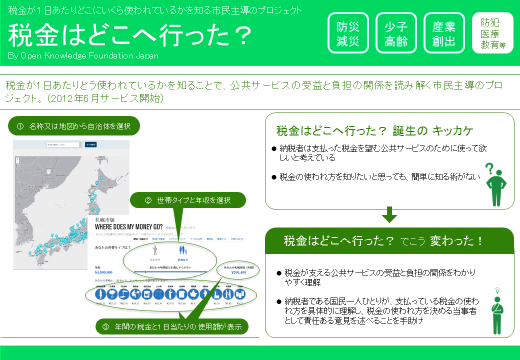 税金が1日あたりどこにいくら使われているかを知る市民主導のプロジェクト
税金はどこへ行った？
By Open Knowledge Foundation Japan
防災
減災
少子
高齢
産業
創出
防犯
医療
教育等
税金が1日あたりどう使われているかを知ることで、公共サービスの受益と負担の関係を読み解く市民主導のプロ
ジェクト。（2012年6月サービス開始）
① 名称又は地図から自治体を選択
② 世帯タイプと年収を選択
札幌市版
WHERE DOES MY MONEY GO?
③ 年間の税金と1日当たりの使用額が表示
税金はどこへ行った？ 誕生の キッカケ
● 納税者は支払った税金を望む公共サービスのために使って欲
しいと考えている
● 税金の使われ方を知りたいと思っても、簡単に知る術がない
税金はどこへ行った？ でこう 変わった！
● 税金が支える公共サービスの受益と負担の関係をわかり
やすく理解
● 納税者である国民一人ひとりが、支払っている税金の使わ
れ方を具体的に理解し、税金の使われ方を決める当事者
として責任ある意見を述べることを手助け